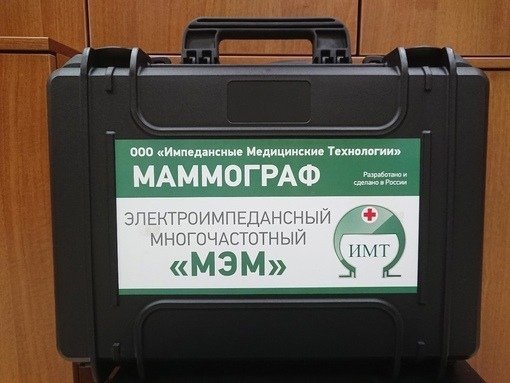 ООО «Импедансные Медицинские Технологии»
МАММОГРАФ
Разработано и
сделано в России
ЭЛЕКТРОИМПЕДАНСНЫЙ
МНОГОЧАСТОТНЫЙ
«МЭМ»
ИМТ